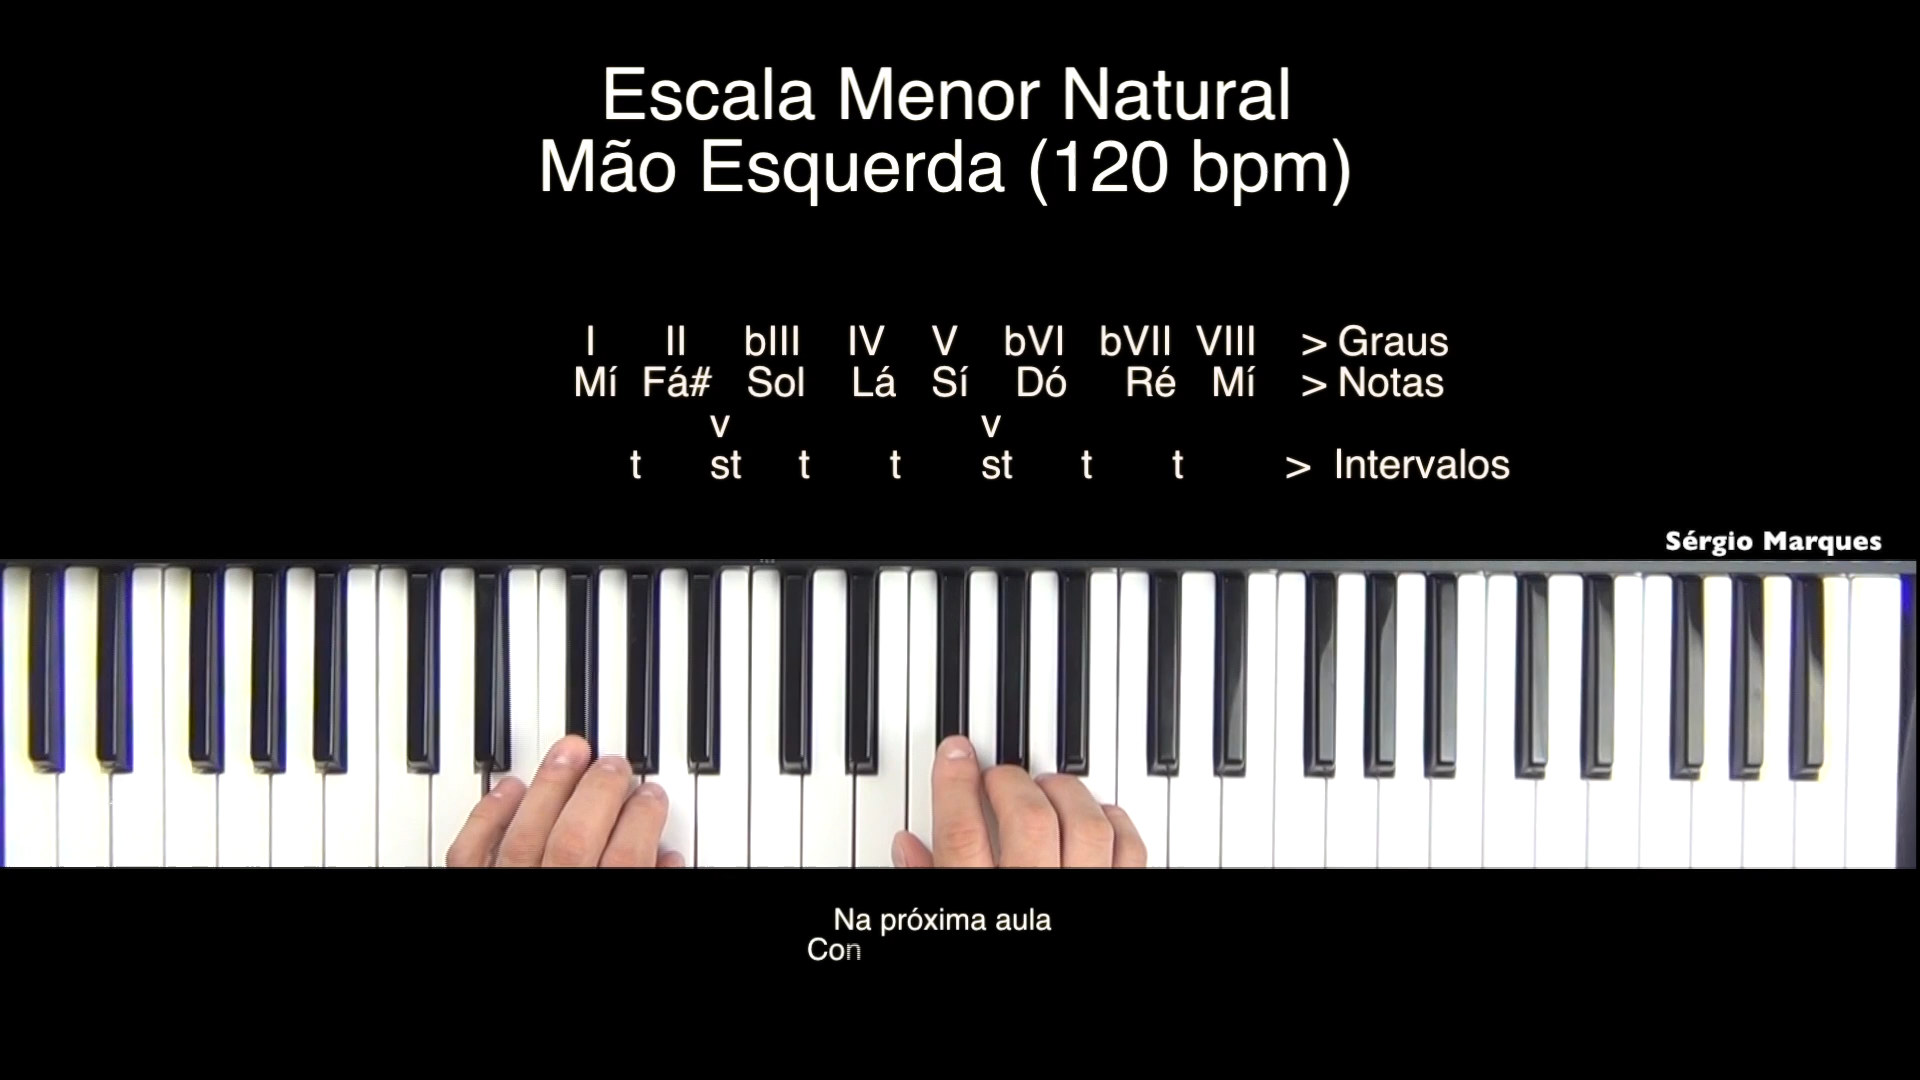 Escala Menor Natural
Mão Esquerda (120 bpm)
I II bIII IV V bVI bVII VIII > Graus
Mí Fá# Sol Lá Sí Dó Ré Mí > Notas
v v
t st t t st t t > Intervalos
Sérgio Marques
Na próxima aula
Con